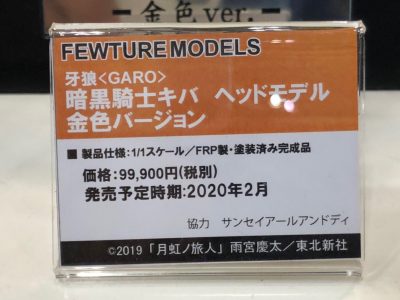 －金色ver.－
FEWTURE MODELS
牙狼<GARO>
暗黒騎士キバ ヘッドモデル
金色バージョン
■ 製品仕様:1/1スケール／FRP製・塗装済み完成品
価格:99,900円(税別)
発売予定時期:2020年2月
協力 サンセイアールアンドディ
©2019「月虹ノ旅人」雨宮慶太／東北新社